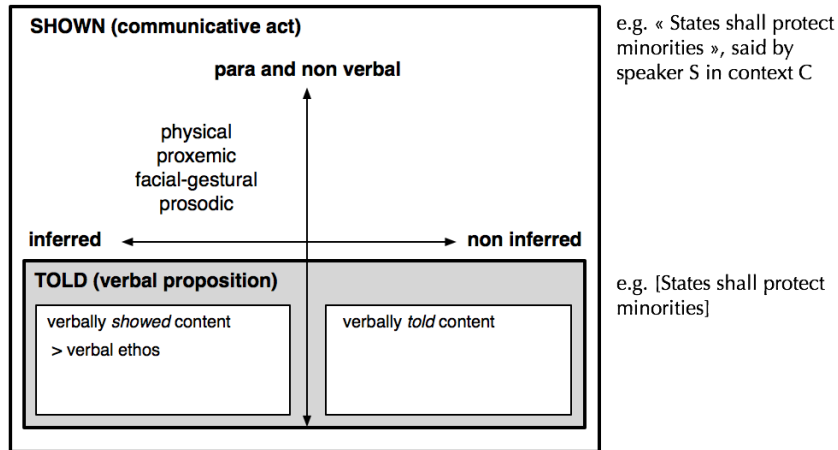 SHOWN (communicative act)
para and non verbal
physical
proxemic
facial-gestural
prosodic
inferred
non inferred
TOLD (verbal proposition)
verbally showed content
> verbal ethos
verbally told content
e.g. « States shall protect
minorities », said by
speaker S in context C
e.g. [States shall protect
minorities]